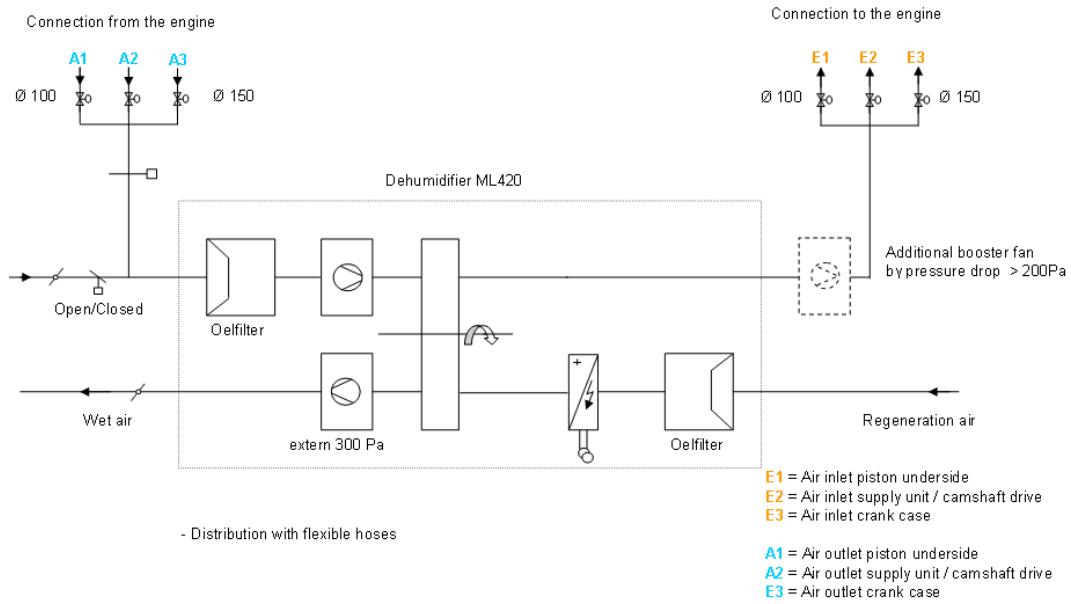 Connection from the engine
Connection to the engine
A1 A2 A3
E1 E2 E3
Ø 100 Ø 150
Ø 100 Ø 150
Dehumidifier ML420
Additional booster fan
by pressure drop > 200Pa
Open/Closed
Oelfilter
+
Wet air
Regeneration air
extern 300 Pa
Oelfilter
E1 = Air inlet piston underside
E2 = Air inlet supply unit / camshaft drive
E3 = Air inlet crank case
- Distribution with flexible hoses
A1 = Air outlet piston underside
A2 = Air outlet supply unit / camshaft drive
E3 = Air outlet crank case